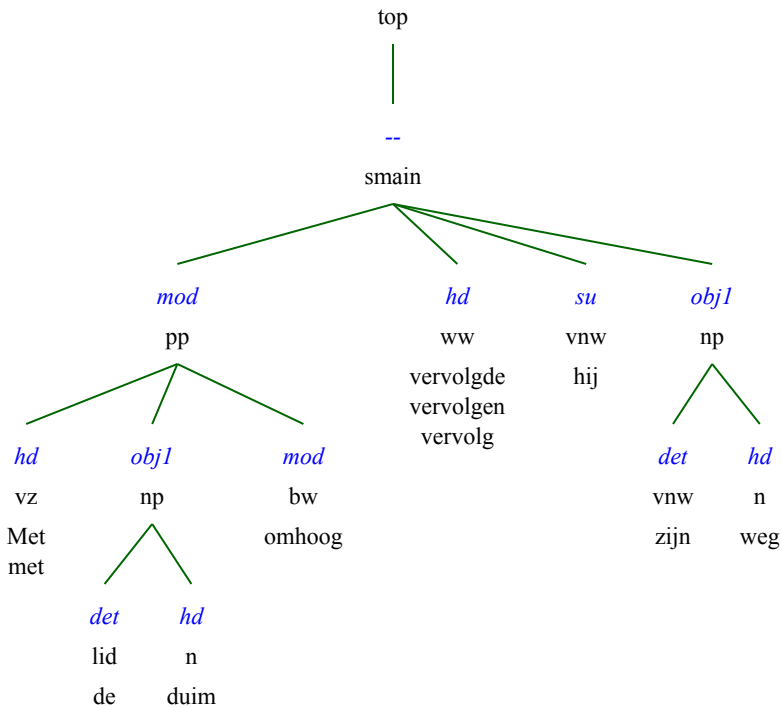 top
--
smain
mod hd su obj1
pp ww vnw np
vervolgde hij
vervolgen
vervolg
hd obj1 mod det hd
vz np bw vnw n
Met omhoog zijn weg
met
det hd
lid n
de duim